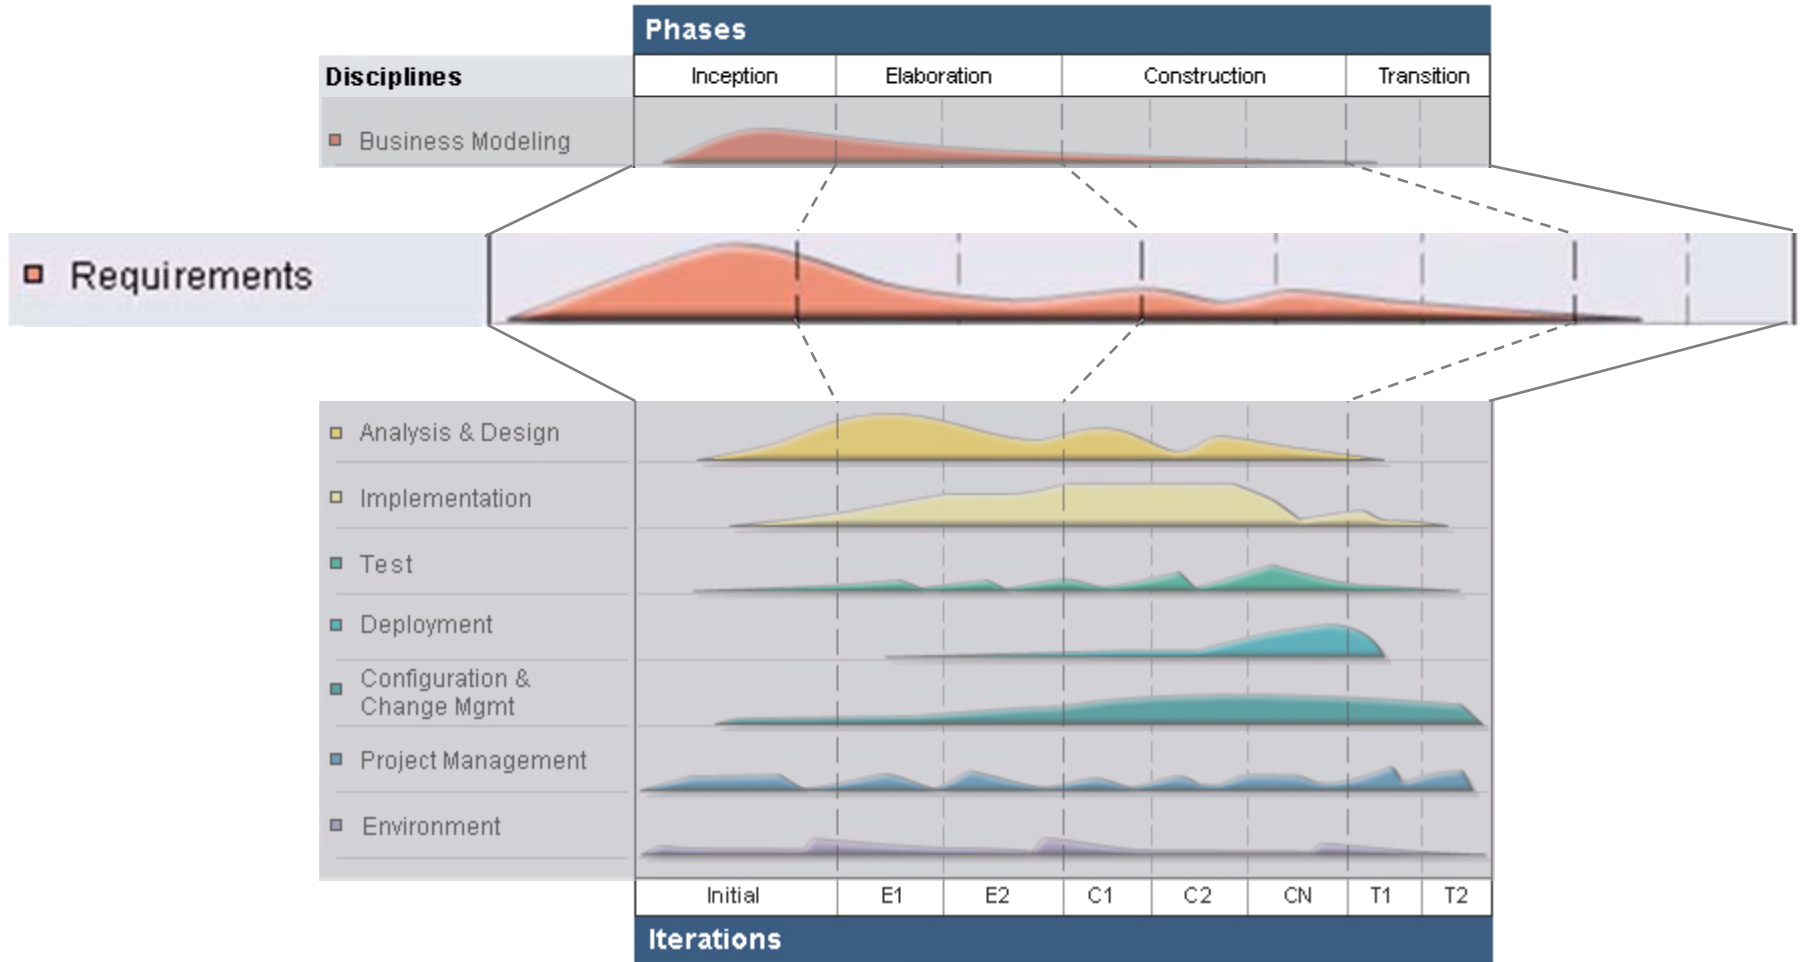 Phases
Disciplines
Inception
Elaboration
Construction
Transition
Business Modeling
Requirements
Analysis & Design
Implementation
Test
Deployment
Configuration &
Change Mgmt
Project Management
Environment
Initial
E1
E2
C1
C2
CN
T1
T2
Iterations